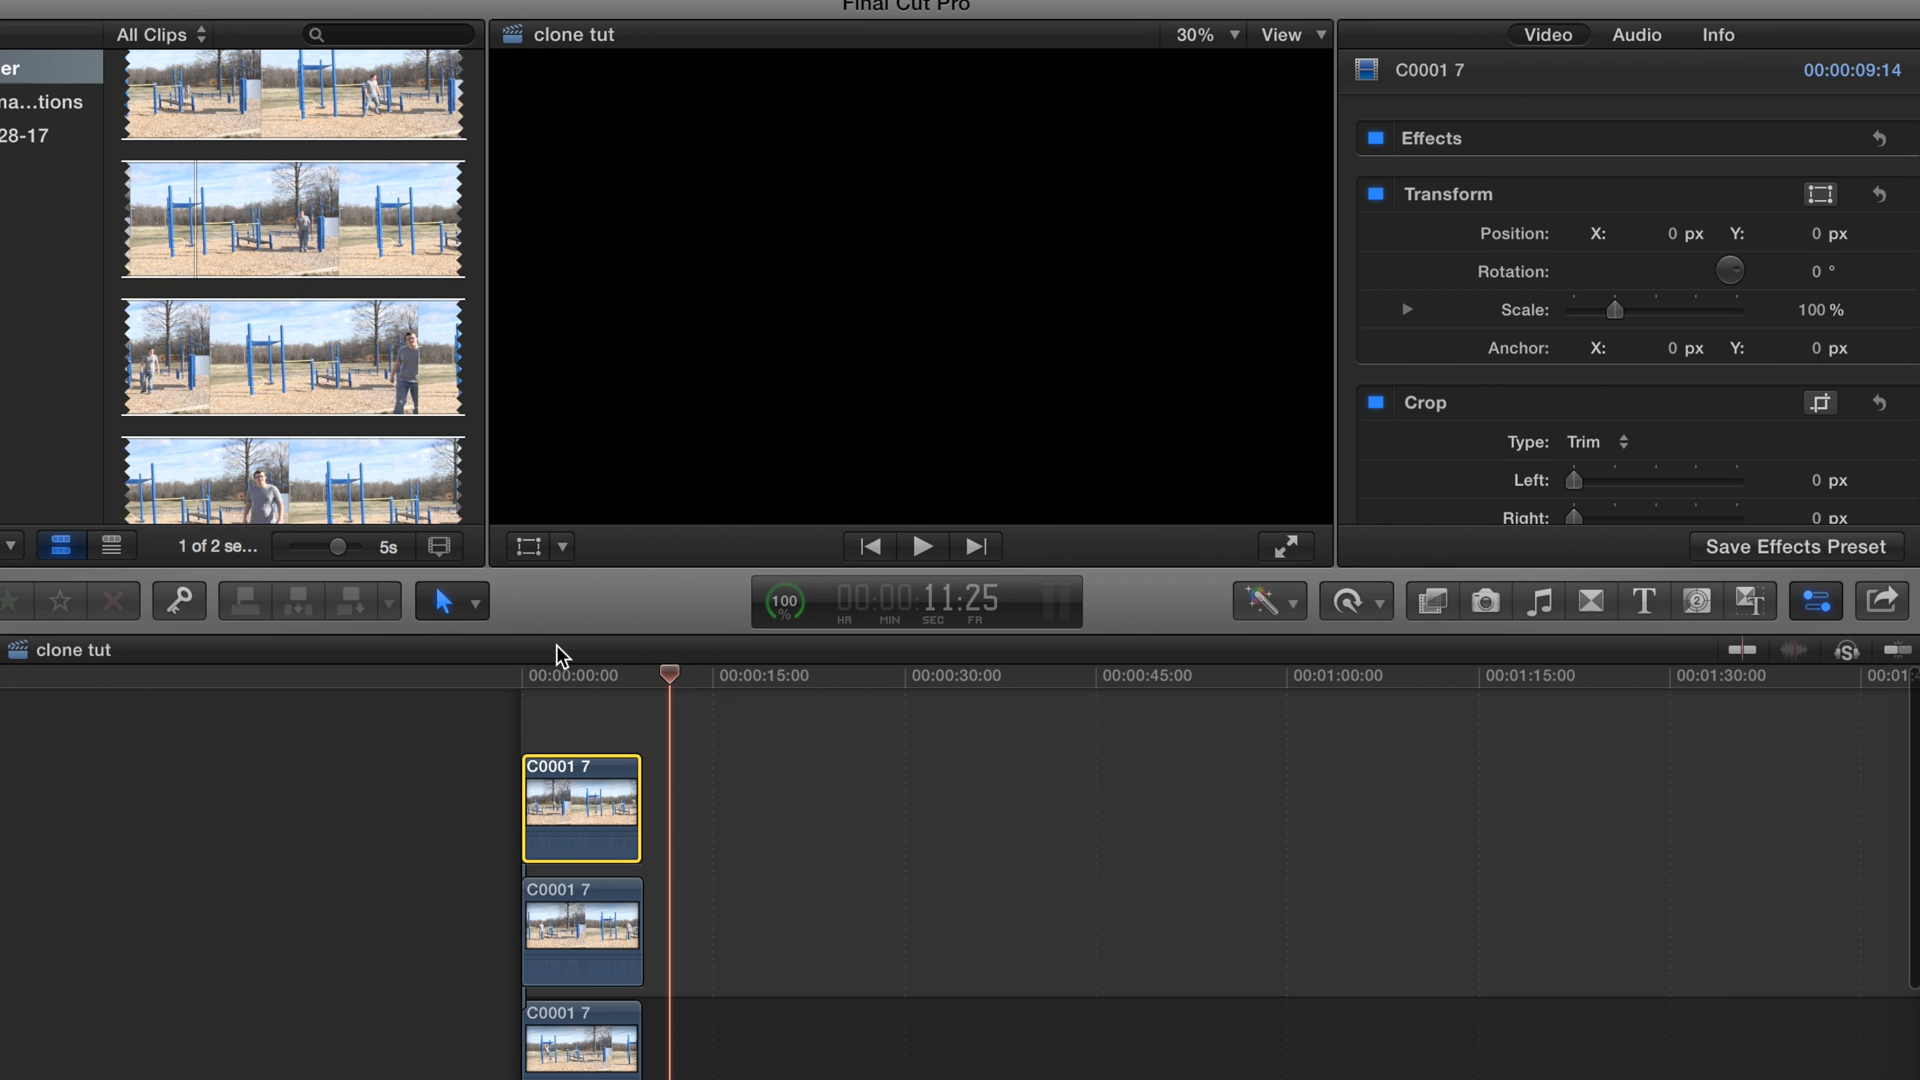 Final Cut Pro
All Clips
clone tut
30%
View
Video
Audio
Info
er
ma...tions
28-17
C0001 7
00:00:09:14
Effects
Transform
Position: X: 0 px Y: 0 px
Rotation: 0 °
Scale: 100 %
Anchor: X: 0 px Y: 0 px
Crop
Type: Trim
Left: 0 px
Right: 0 px
1 of 2 se...
5s
Save Effects Preset
100 %
00:00:11:25
HR MIN SEC FR
T
2
T
clone tut
S
00:00:00:00
00:00:15:00
00:00:30:00
00:00:45:00
00:01:00:00
00:01:15:00
00:01:30:00
00:01:
C0001 7
C0001 7
C0001 7